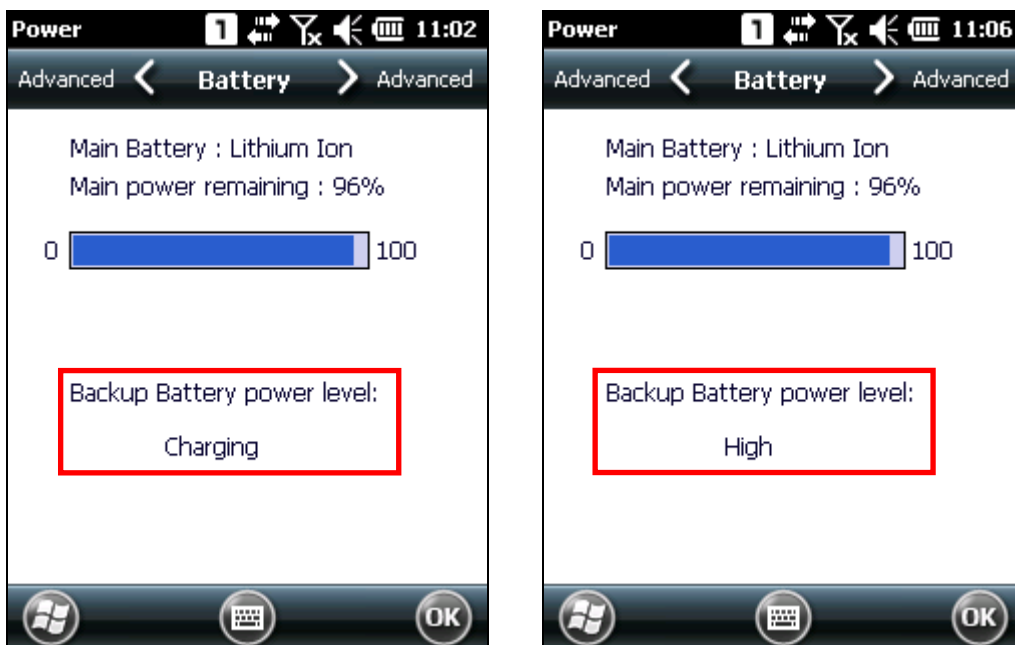 Power 1 11:02
Advanced Battery Advanced
Main Battery : Lithium Ion
Main power remaining : 96%
0 100
Backup Battery power level:
Charging
OK
Power 1 11:06
Advanced Battery Advanced
Main Battery : Lithium Ion
Main power remaining : 96%
0 100
Backup Battery power level:
High
OK